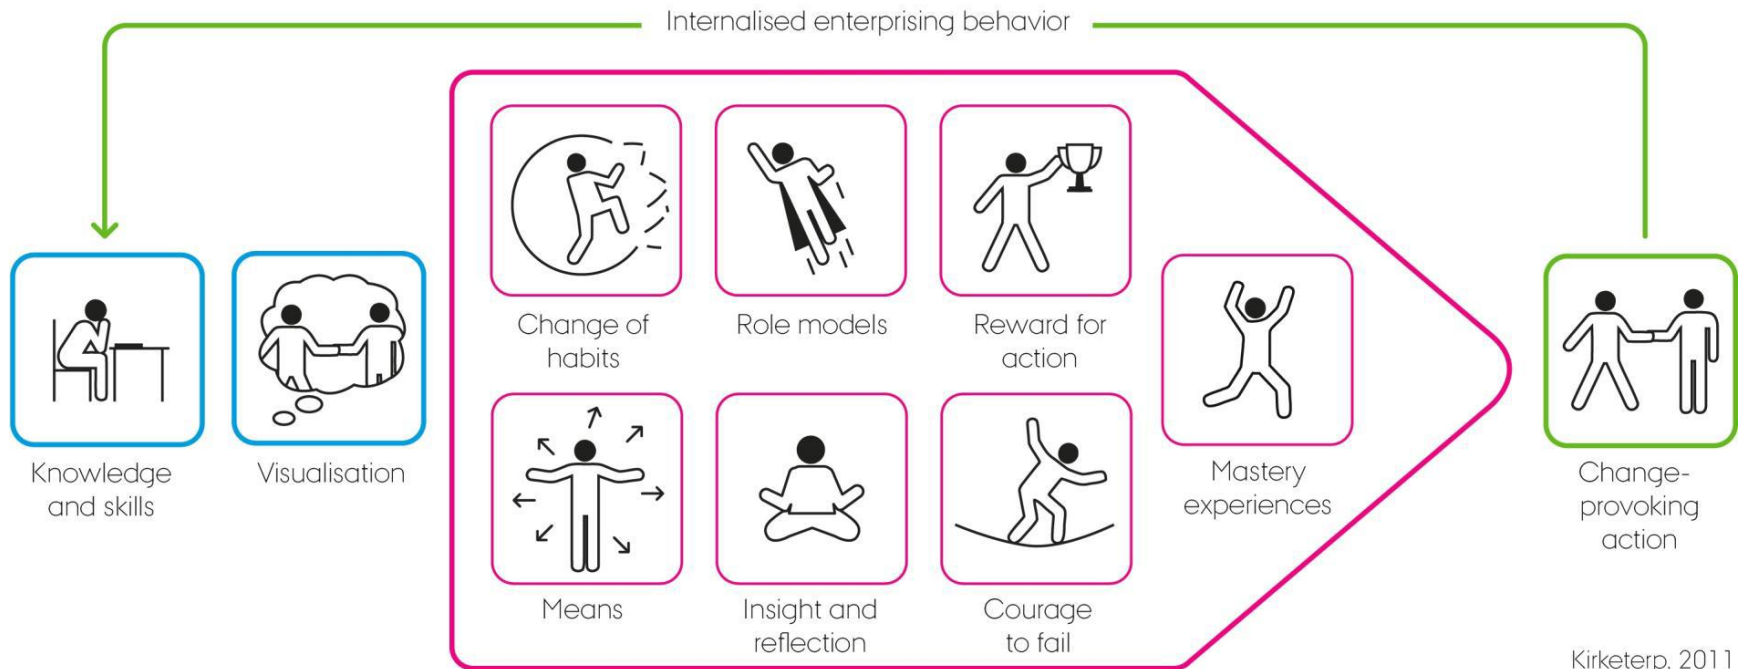 Internalised enterprising behavior
Change of
habits
Role models
Reward for
action
Knowledge
and skills
Visualisation
Mastery
experiences
Change-
provoking
action
Means
Insight and
reflection
Courage
to fail
Kirketerp. 2011